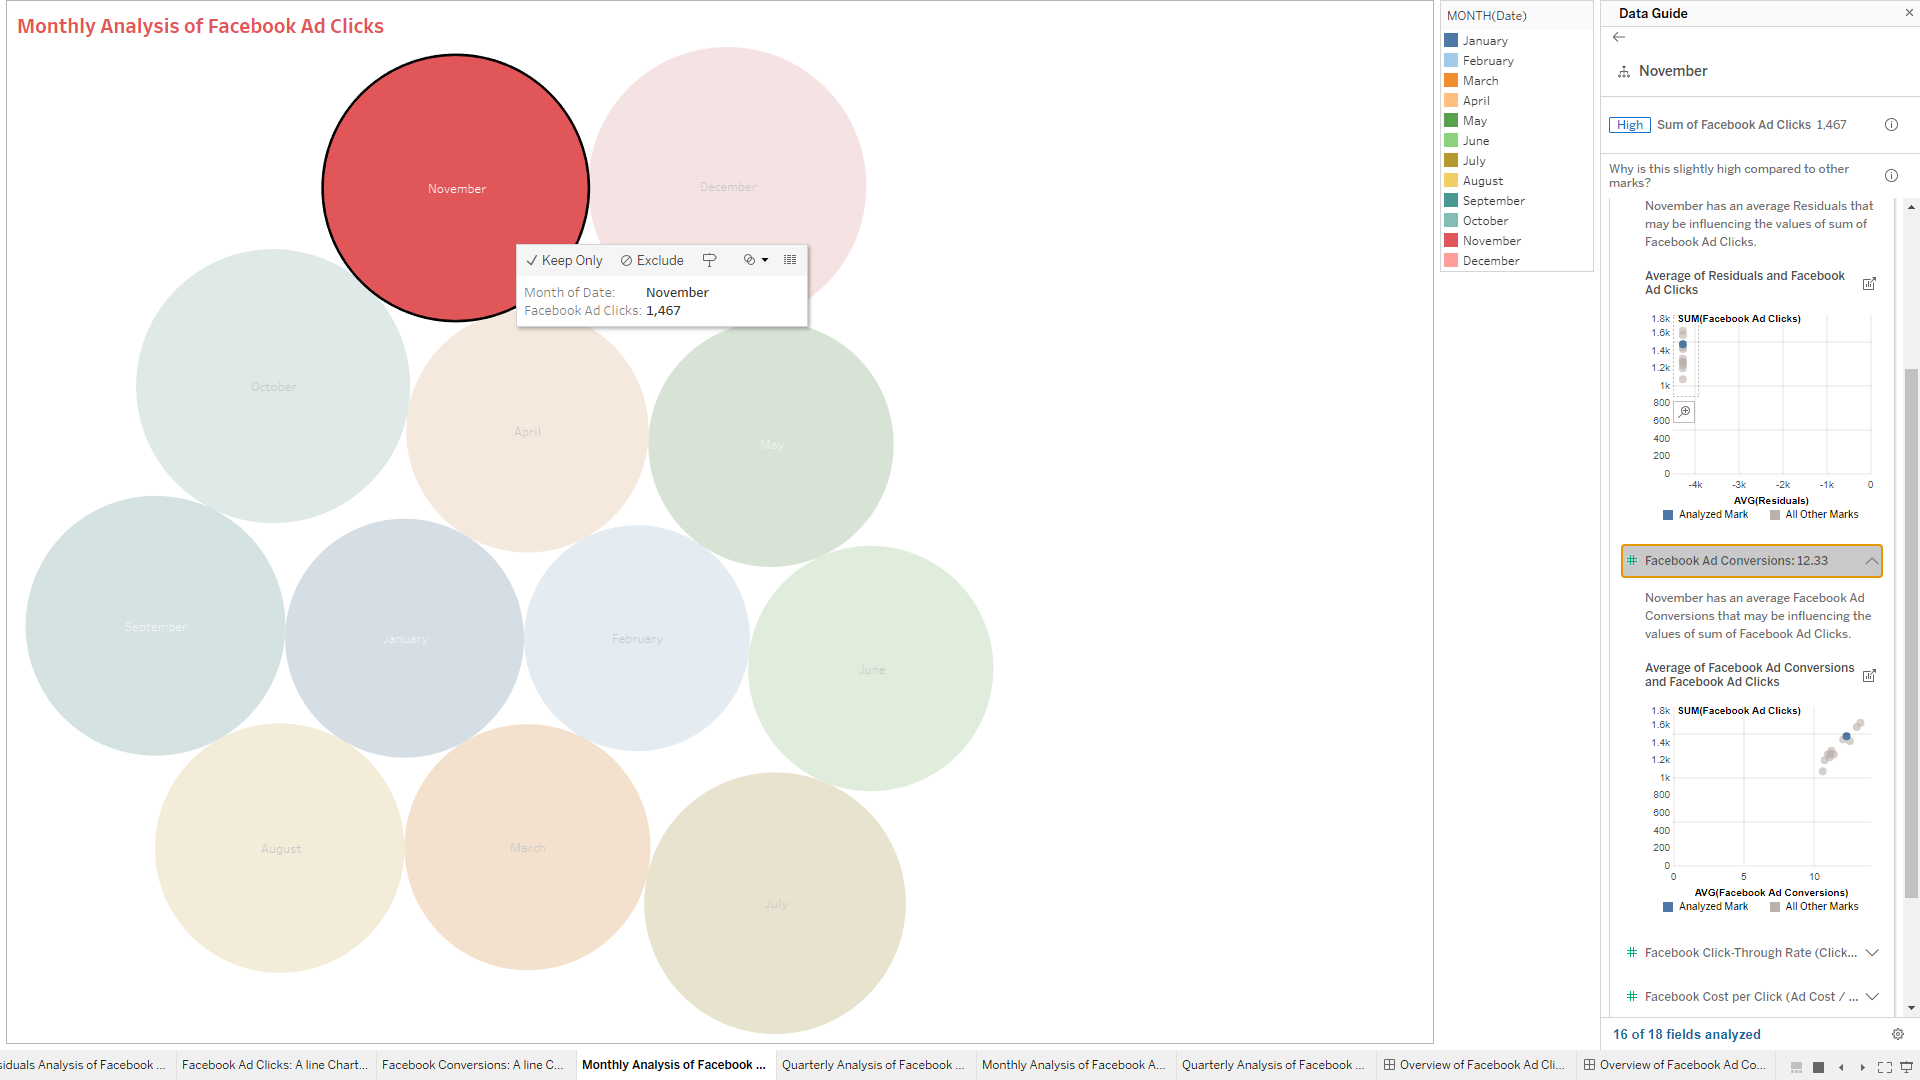 Monthly Analysis of Facebook Ad Clicks
November
December
Keep Only
Exclude
Month of Date: November
Facebook Ad Clicks: 1,467
October
April
May
September
January
February
June
August
March
July
MONTH(Date)
January
February
March
April
May
June
July
August
September
October
November
December
Data Guide
November
High Sum of Facebook Ad Clicks 1,467
Why is this slightly high compared to other
marks?
November has an average Residuals that
may be influencing the values of sum of
Facebook Ad Clicks.
Average of Residuals and Facebook
Ad Clicks
1.8k SUM(Facebook Ad Clicks)
1.6k
1.4k
1.2k
1k
800
600
400
200
0
-4k -3k -2k -1k 0
AVG(Residuals)
Analyzed Mark All Other Marks
Facebook Ad Conversions: 12.33
November has an average Facebook Ad
Conversions that may be influencing the
values of sum of Facebook Ad Clicks.
Average of Facebook Ad Conversions
and Facebook Ad Clicks
1.8k SUM(Facebook Ad Clicks)
1.6k
1.4k
1.2k
1k
800
600
400
200
0
0 5 10
AVG(Facebook Ad Conversions)
Analyzed Mark All Other Marks
Facebook Click-Through Rate (Click...
Facebook Cost per Click (Ad Cost / ...
16 of 18 fields analyzed
siduals Analysis of Facebook ... Facebook Ad Clicks: A line Chart... Facebook Conversions: A line C... Monthly Analysis of Facebook ... Quarterly Analysis of Facebook ... Monthly Analysis of Facebook A... Quarterly Analysis of Facebook ... Overview of Facebook Ad Cli... Overview of Facebook Ad Co...